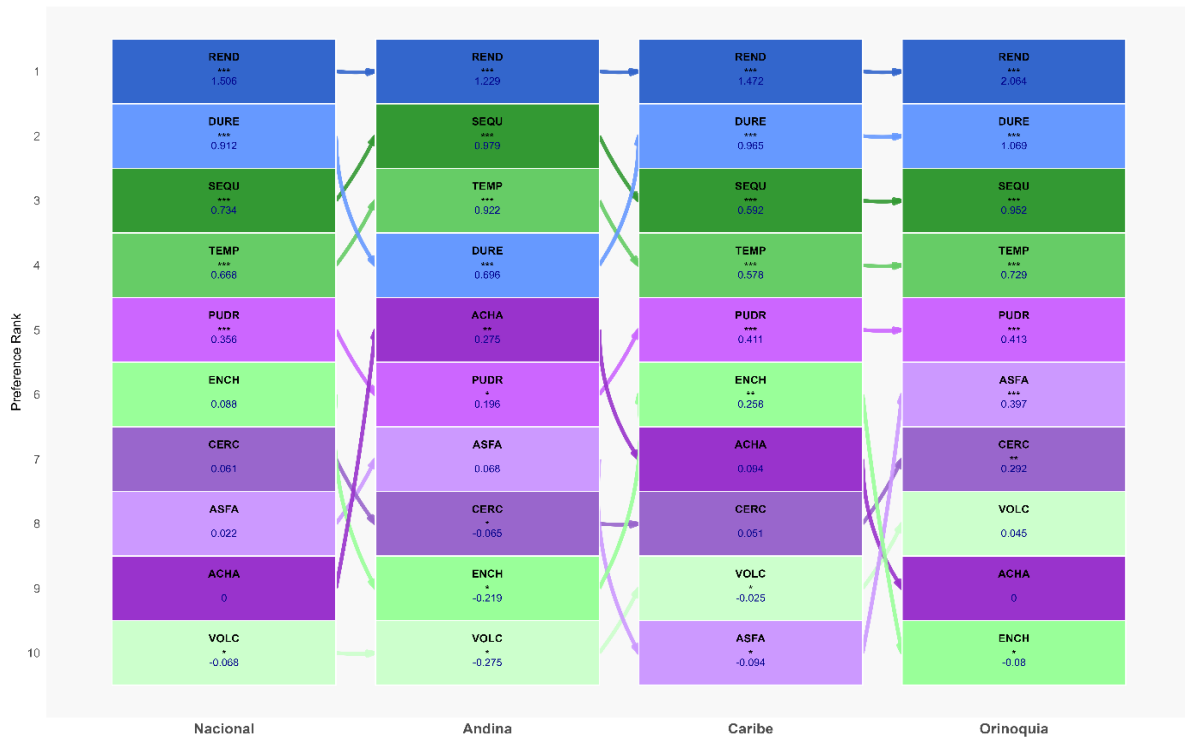 Preference Rank
1
2
3
4
5
6
7
8
9
10
REND
***
1.506
DURE
***
0.912
SEQU
***
0.734
TEMP
***
0.668
PUDR
***
0.356
ENCH
0.088
CERC
0.061
ASFA
0.022
ACHA
0
VOLC
*
-0.068
Nacional
REND
***
1.229
SEQU
***
0.979
TEMP
***
0.922
DURE
***
0.696
ACHA
**
0.275
PUDR
*
0.196
ASFA
0.068
CERC
*
-0.065
ENCH
*
-0.219
VOLC
*
-0.275
Andina
REND
***
1.472
DURE
***
0.965
SEQU
***
0.592
TEMP
***
0.578
PUDR
***
0.411
ENCH
**
0.258
ACHA
0.094
CERC
0.051
VOLC
*
-0.025
ASFA
*
-0.094
Caribe
REND
***
2.064
DURE
***
1.069
SEQU
***
0.952
TEMP
***
0.729
PUDR
***
0.413
ASFA
***
0.397
CERC
**
0.292
VOLC
0.045
ACHA
0
ENCH
*
-0.08
Orinoquia